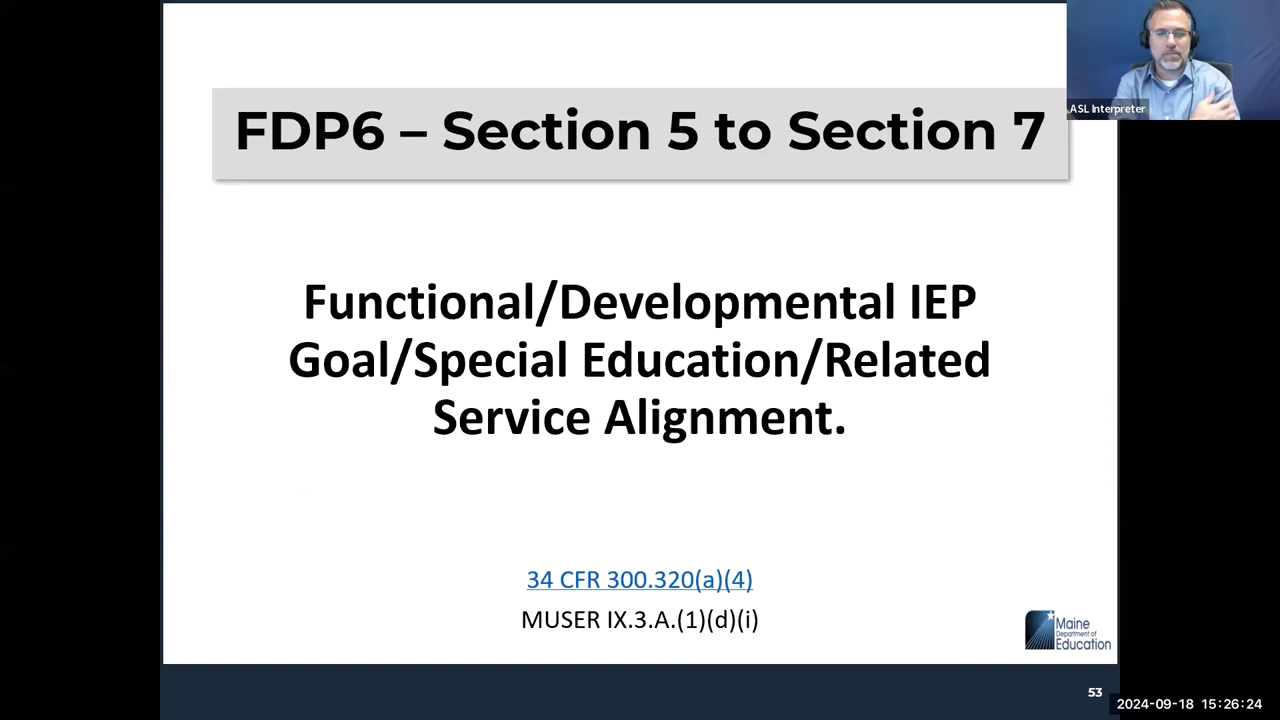 FDP6 – Section 5 to Section 7
ASL Interpreter
Functional/Developmental IEP
Goal/Special Education/Related
Service Alignment.
34 CFR 300.320(a)(4)
MUSER IX.3.A.(1)(d)(i)
Maine
Department of
Education
53
2024-09-18 15:26:24